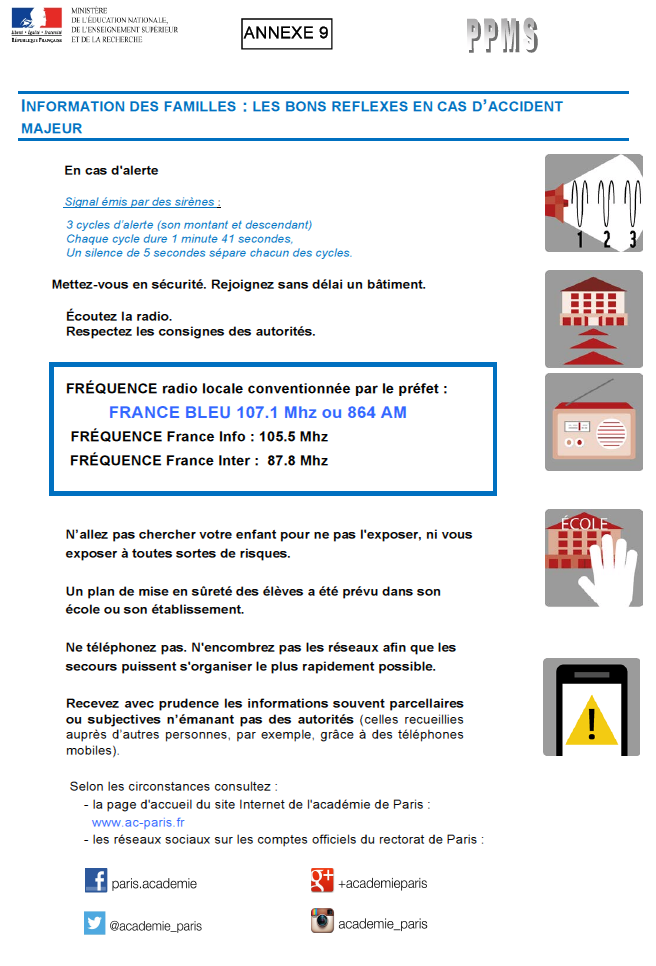 MINISTÈRE
DE L'ÉDUCATION NATIONALE,
DE L'ENSEIGNEMENT SUPÉRIEUR
ET DE LA RECHERCHE
Liberté • Égalité • Fraternité
RÉPUBLIQUE FRANÇAISE
ANNEXE 9
PPMS
INFORMATION DES FAMILLES : LES BONS REFLEXES EN CAS D'ACCIDENT
MAJEUR
En cas d'alerte
Signal émis par des sirènes :
3 cycles d'alerte (son montant et descendant)
Chaque cycle dure 1 minute 41 secondes,
Un silence de 5 secondes sépare chacun des cycles.
1 2 3
Mettez-vous en sécurité. Rejoignez sans délai un bâtiment.
Écoutez la radio.
Respectez les consignes des autorités.
FRÉQUENCE radio locale conventionnée par le préfet :
FRANCE BLEU 107.1 Mhz ou 864 AM
FRÉQUENCE France Info : 105.5 Mhz
FRÉQUENCE France Inter : 87.8 Mhz
ÉCOLE
N'allez pas chercher votre enfant pour ne pas l'exposer, ni vous
exposer à toutes sortes de risques.
Un plan de mise en sûreté des élèves a été prévu dans son
école ou son établissement.
Ne téléphonez pas. N'encombrez pas les réseaux afin que les
secours puissent s'organiser le plus rapidement possible.
Recevez avec prudence les informations souvent parcellaires
ou subjectives n'émanant pas des autorités (celles recueillies
auprès d'autres personnes, par exemple, grâce à des téléphones
mobiles).
Selon les circonstances consultez :
- la page d'accueil du site Internet de l'académie de Paris :
www.ac-paris.fr
- les réseaux sociaux sur les comptes officiels du rectorat de Paris :
paris.academie
+academieparis
@academie_paris
academie_paris